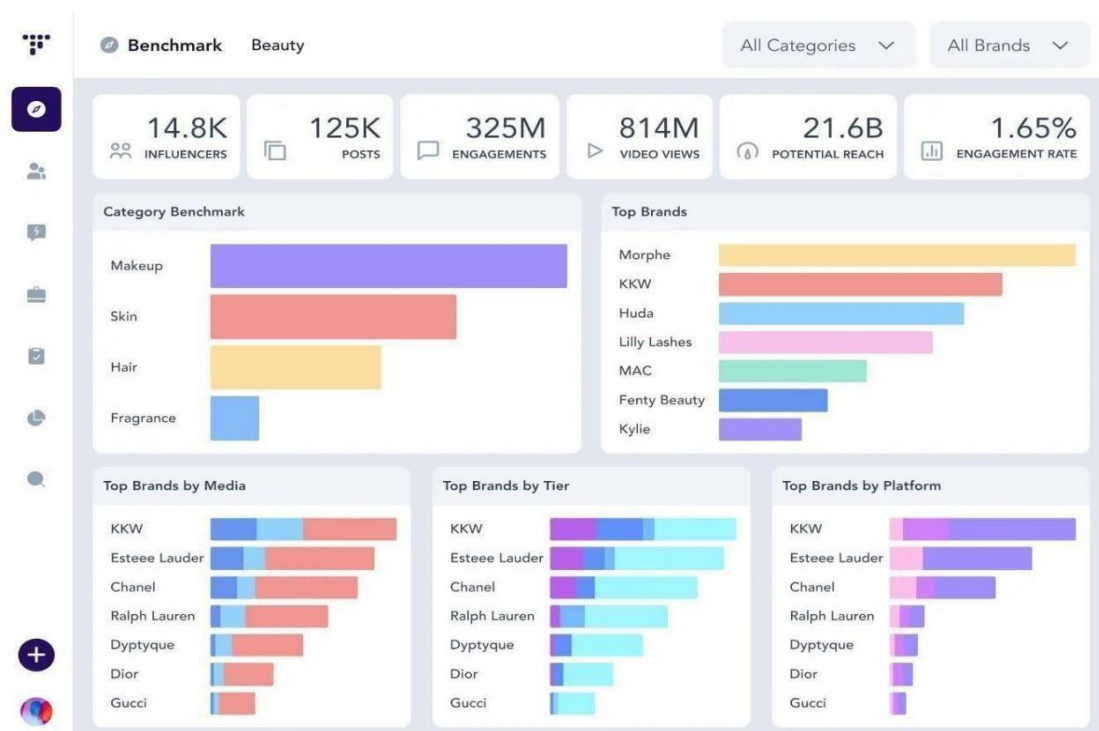 Benchmark
Beauty
All Categories
All Brands
14.8K
INFLUENCERS
125K
POSTS
325M
ENGAGEMENTS
814M
VIDEO VIEWS
21.6B
POTENTIAL REACH
1.65%
ENGAGEMENT RATE
Category Benchmark
Makeup
Skin
Hair
Fragrance
Top Brands
Morphe
KKW
Huda
Lilly Lashes
MAC
Fenty Beauty
Kylie
Top Brands by Media
KKW
Esteee Lauder
Chanel
Ralph Lauren
Dyptyque
Dior
Gucci
Top Brands by Tier
KKW
Esteee Lauder
Chanel
Ralph Lauren
Dyptyque
Dior
Gucci
Top Brands by Platform
KKW
Esteee Lauder
Chanel
Ralph Lauren
Dyptyque
Dior
Gucci